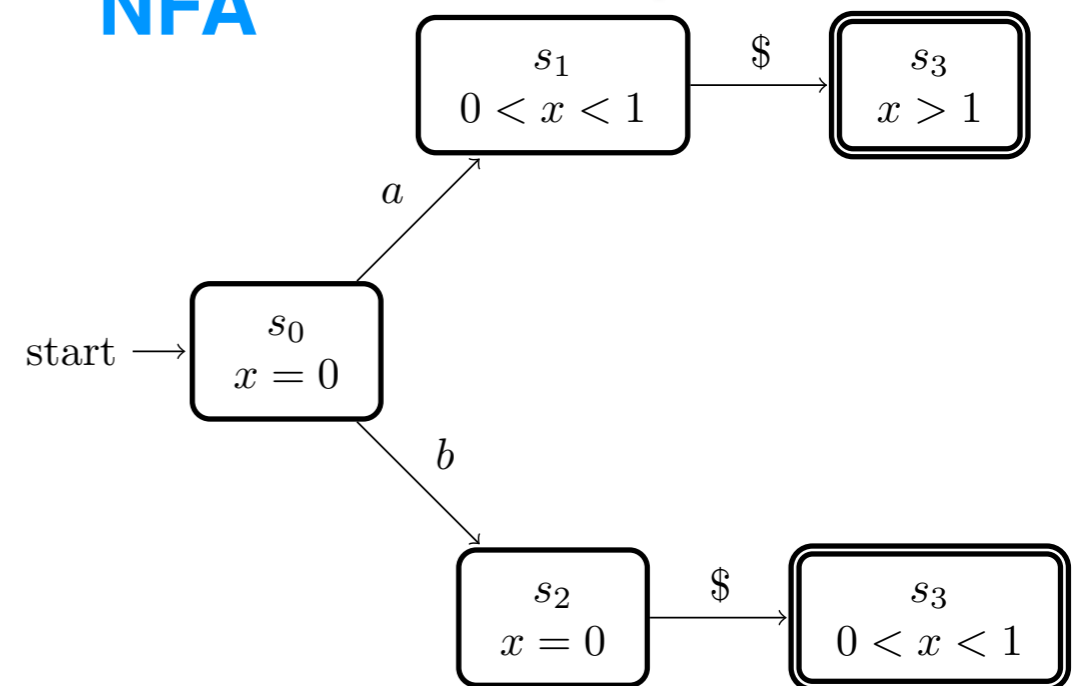 NFA
s₁
0 < x < 1
$
s₃
x > 1
a
start
s₀
x = 0
b
s₂
x = 0
$
s₃
0 < x < 1